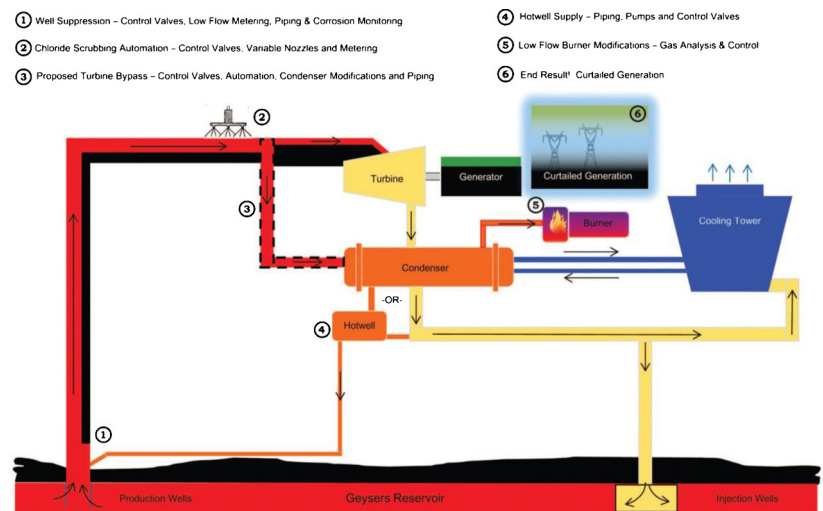 ① Well Suppression – Control Valves, Low Flow Metering, Piping & Corrosion Monitoring
② Chloride Scrubbing Automation – Control Valves, Variable Nozzles and Metering
③ Proposed Turbine Bypass – Control Valves, Automation, Condenser Modifications and Piping
④ Hotwell Supply – Piping, Pumps and Control Valves
⑤ Low Flow Burner Modifications – Gas Analysis & Control
⑥ End Result! Curtailed Generation
②
⑥
Turbine
Generator
Curtailed Generation
③
⑤
Burner
Cooling Tower
Condenser
-OR-
④
Hotwell
①
Production Wells
Geysers Reservoir
Injection Wells